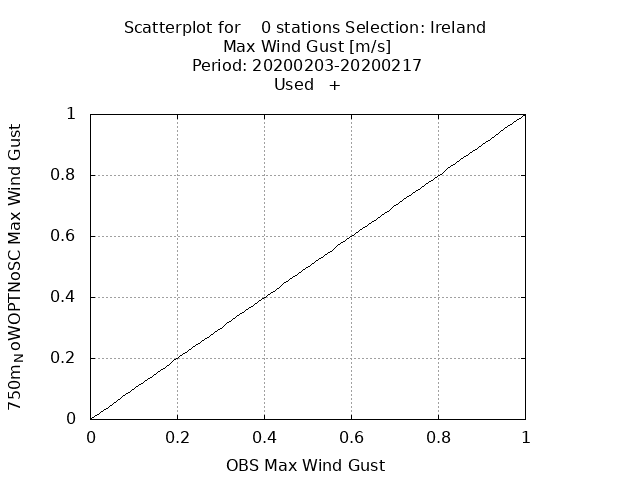 Scatterplot for    0 stations Selection: Ireland
Max Wind Gust [m/s]
Period: 20200203-20200217
Used   +
1
0.8
0.6
0.4
0.2
0
750mNoWOPTNoSC Max Wind Gust
0 0.2 0.4 0.6 0.8 1
OBS Max Wind Gust